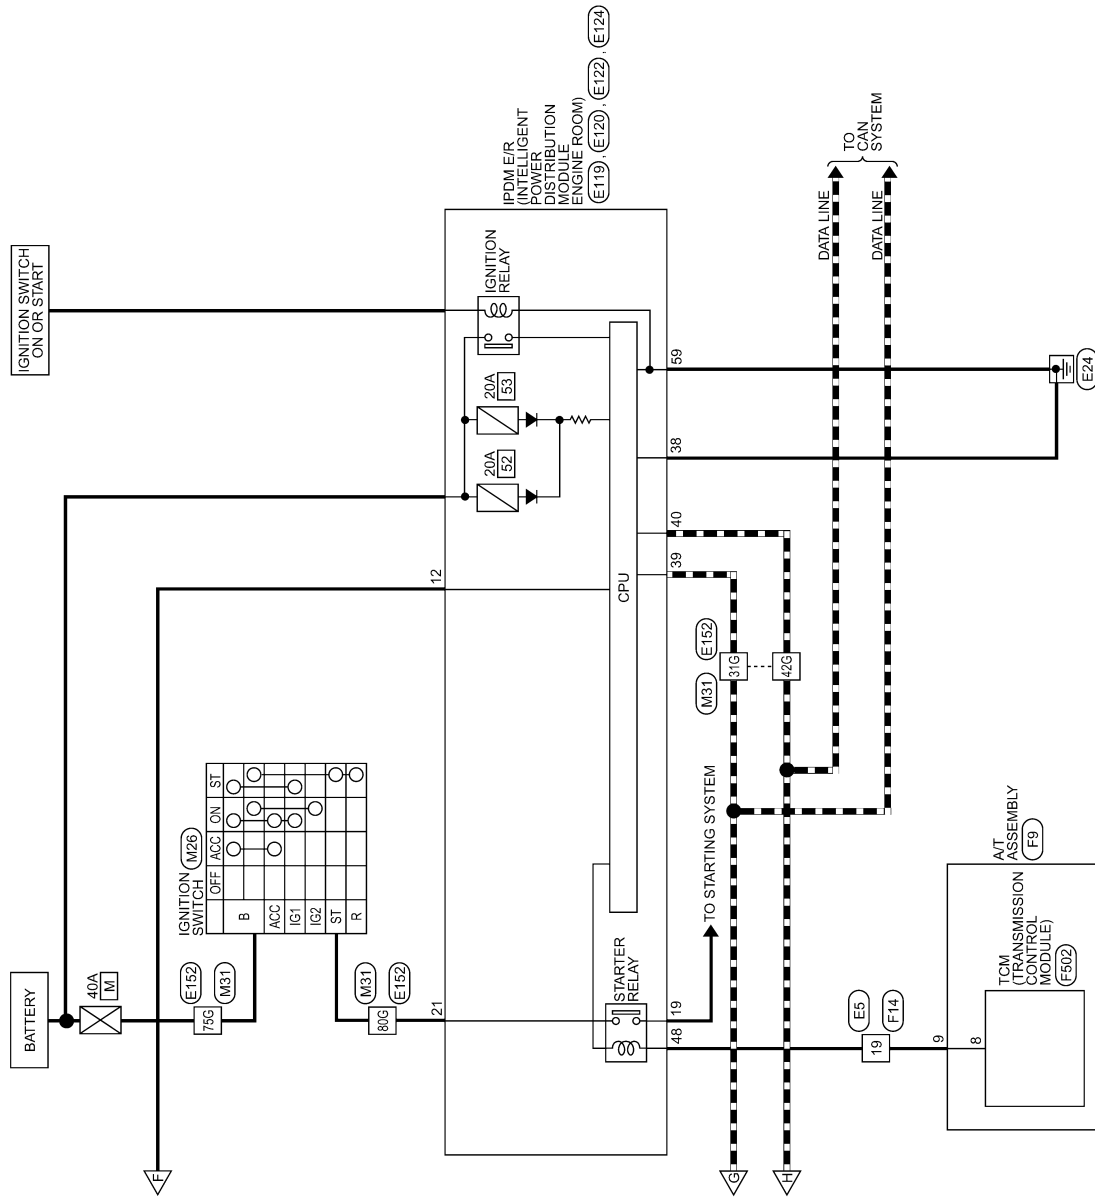 BATTERY
40A
M
E152
M31
75G
IGNITION
SWITCH
M26
OFF
ACC
ON
ST
B
ACC
IG1
IG2
ST
R
M31
E152
80G
IGNITION SWITCH
ON OR START
F
21
12
IPDM E/R
(INTELLIGENT
POWER
DISTRIBUTION
MODULE
ENGINE ROOM)
E119 , E120 , E122 , E124
20A
52
20A
53
IGNITION
RELAY
CPU
STARTER
RELAY
48
19
39
40
38
59
TO STARTING SYSTEM
M31
E152
31G
42G
G
H
DATA LINE
DATA LINE
TO
CAN
SYSTEM
E5
F14
19
9
8
A/T
ASSEMBLY
F9
TCM
(TRANSMISSION
CONTROL
MODULE)
F502
E24